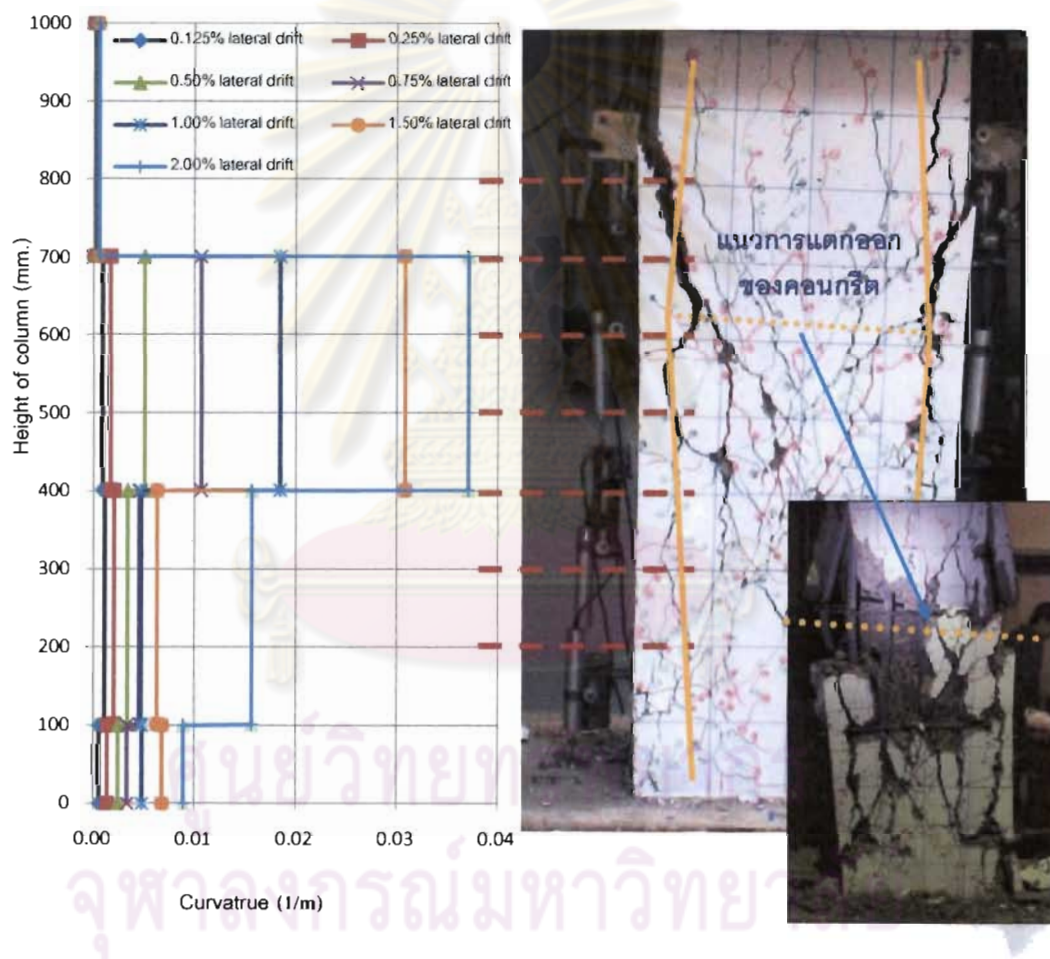 1000
900
800
700
600
500
400
300
200
100
0
Height of column (mm.)
0.125% lateral drift
0.25% lateral drift
0.50% lateral drift
0.75% lateral drift
1.00% lateral drift
1.50% lateral drift
2.00% lateral drift
0.00
0.01
0.02
0.03
0.04
Curvatrue (1/m)
แนวการแตกออก
ของคอนกรีต
ศูนย์วิทย
จุฬาลงกรณ์มหาวิทยาลัย